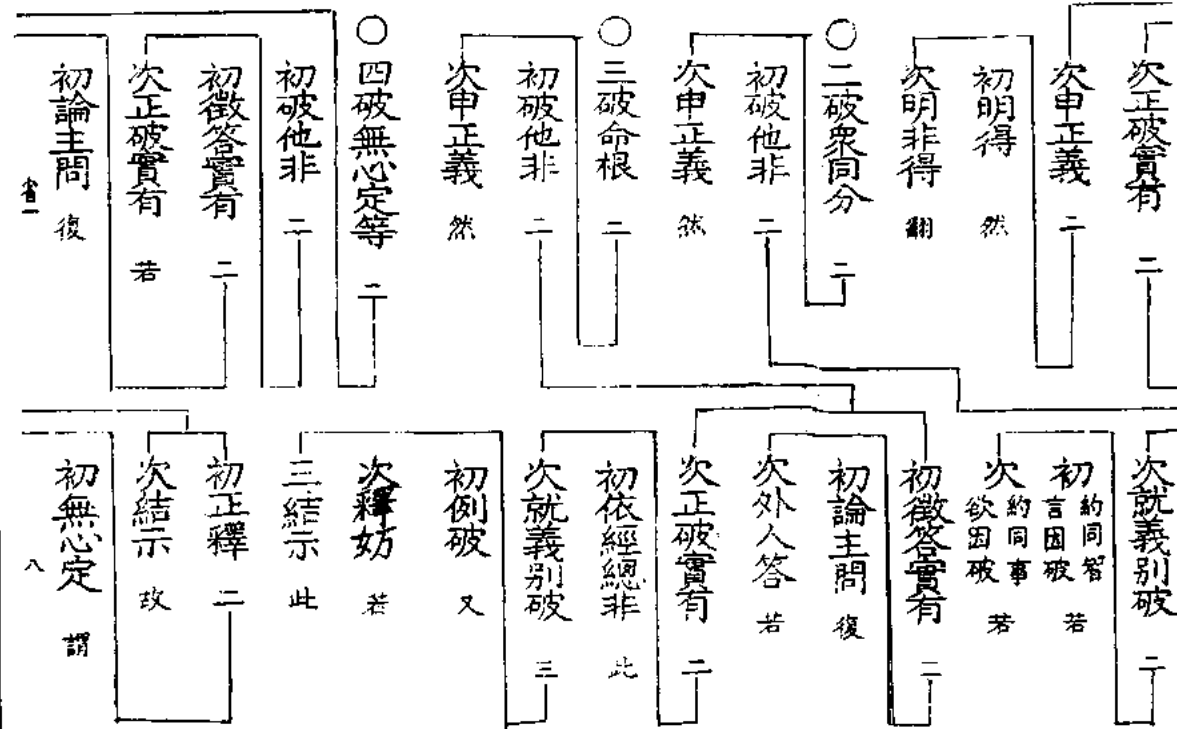 次正破實有 二
次申正義 二
初明得 然
次明非得 翻
〇二破衆同分 二
初破他非 二
次申正義 然
〇三破命根 二
初破他非 二
次申正義 然
〇四破無心定等 二
初破他非 二
初徵答實有 二
次正破實有 若
初論主問 復
次就義別破 二
初約同智言因破 若
次約同事欲因破 若
初徵答實有 二
初論主問 復
次外人答 若
次正破實有 二
初依經總非 此
次就義別破 三
初例破 又
次釋妨 若
三結示 此
初正釋 二
次結示 故
初無心定 謂
八